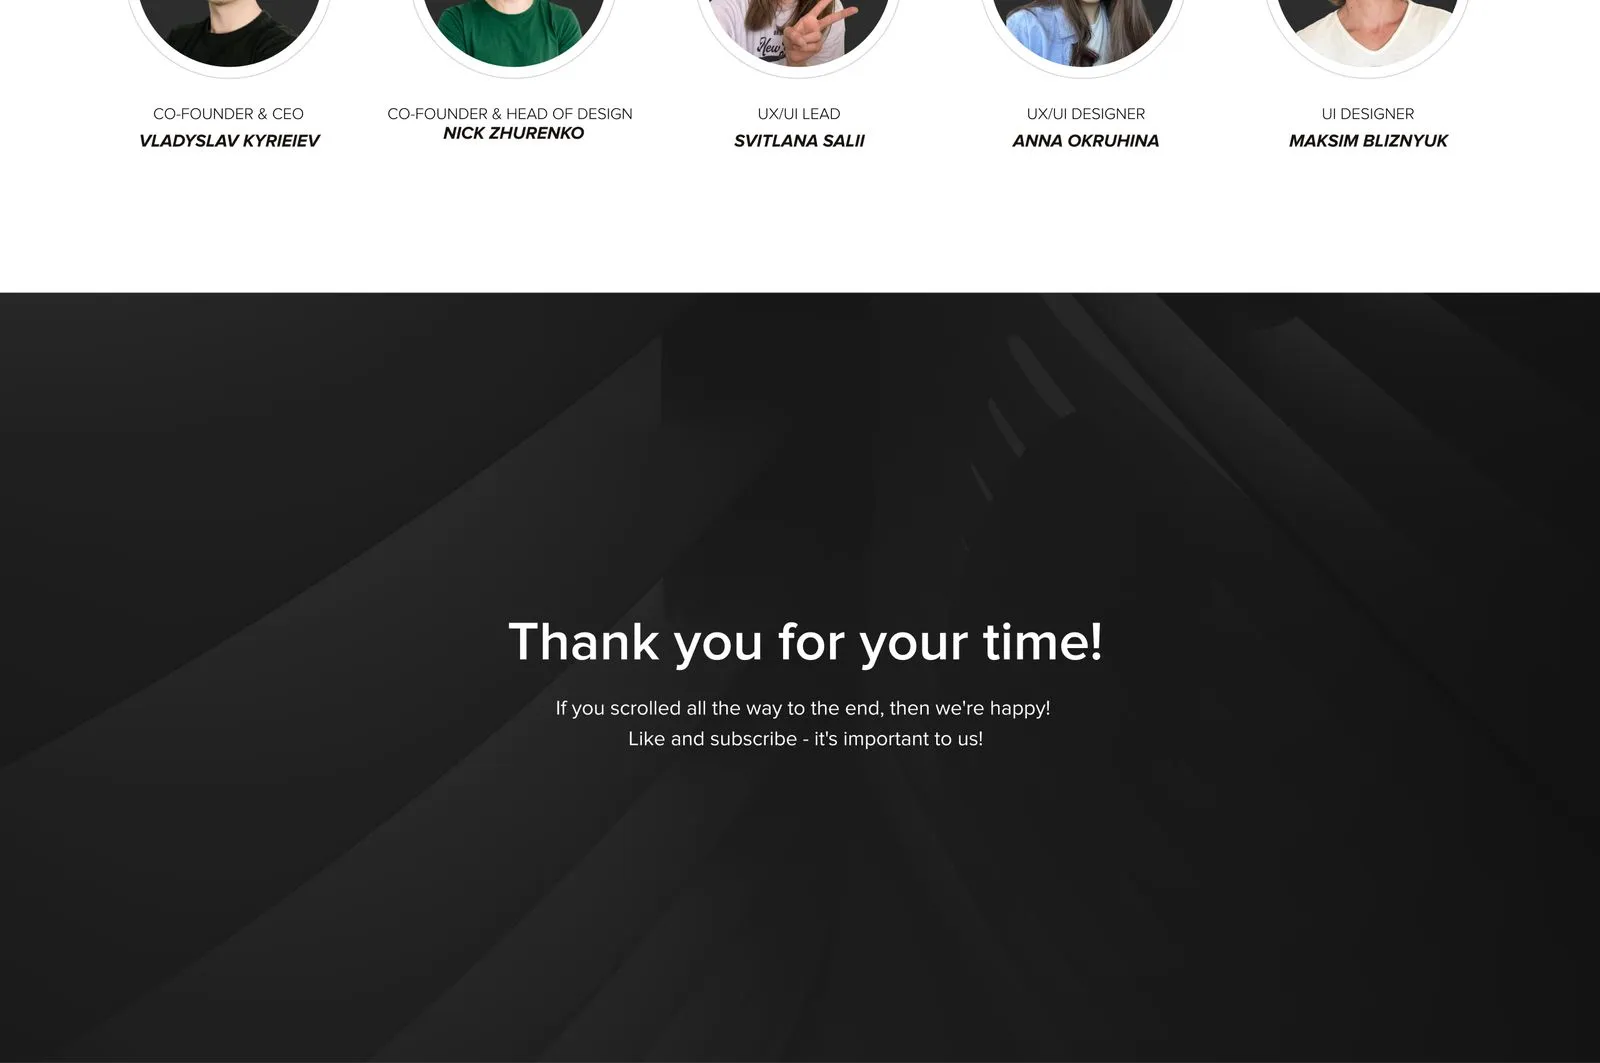 New
CO-FOUNDER & CEO
VLADYSLAV KYRIEIEV
CO-FOUNDER & HEAD OF DESIGN
NICK ZHURENKO
UX/UI LEAD
SVITLANA SALII
UX/UI DESIGNER
ANNA OKRUHINA
UI DESIGNER
MAKSIM BLIZNYUK
Thank you for your time!
If you scrolled all the way to the end, then we're happy!
Like and subscribe - it's important to us!